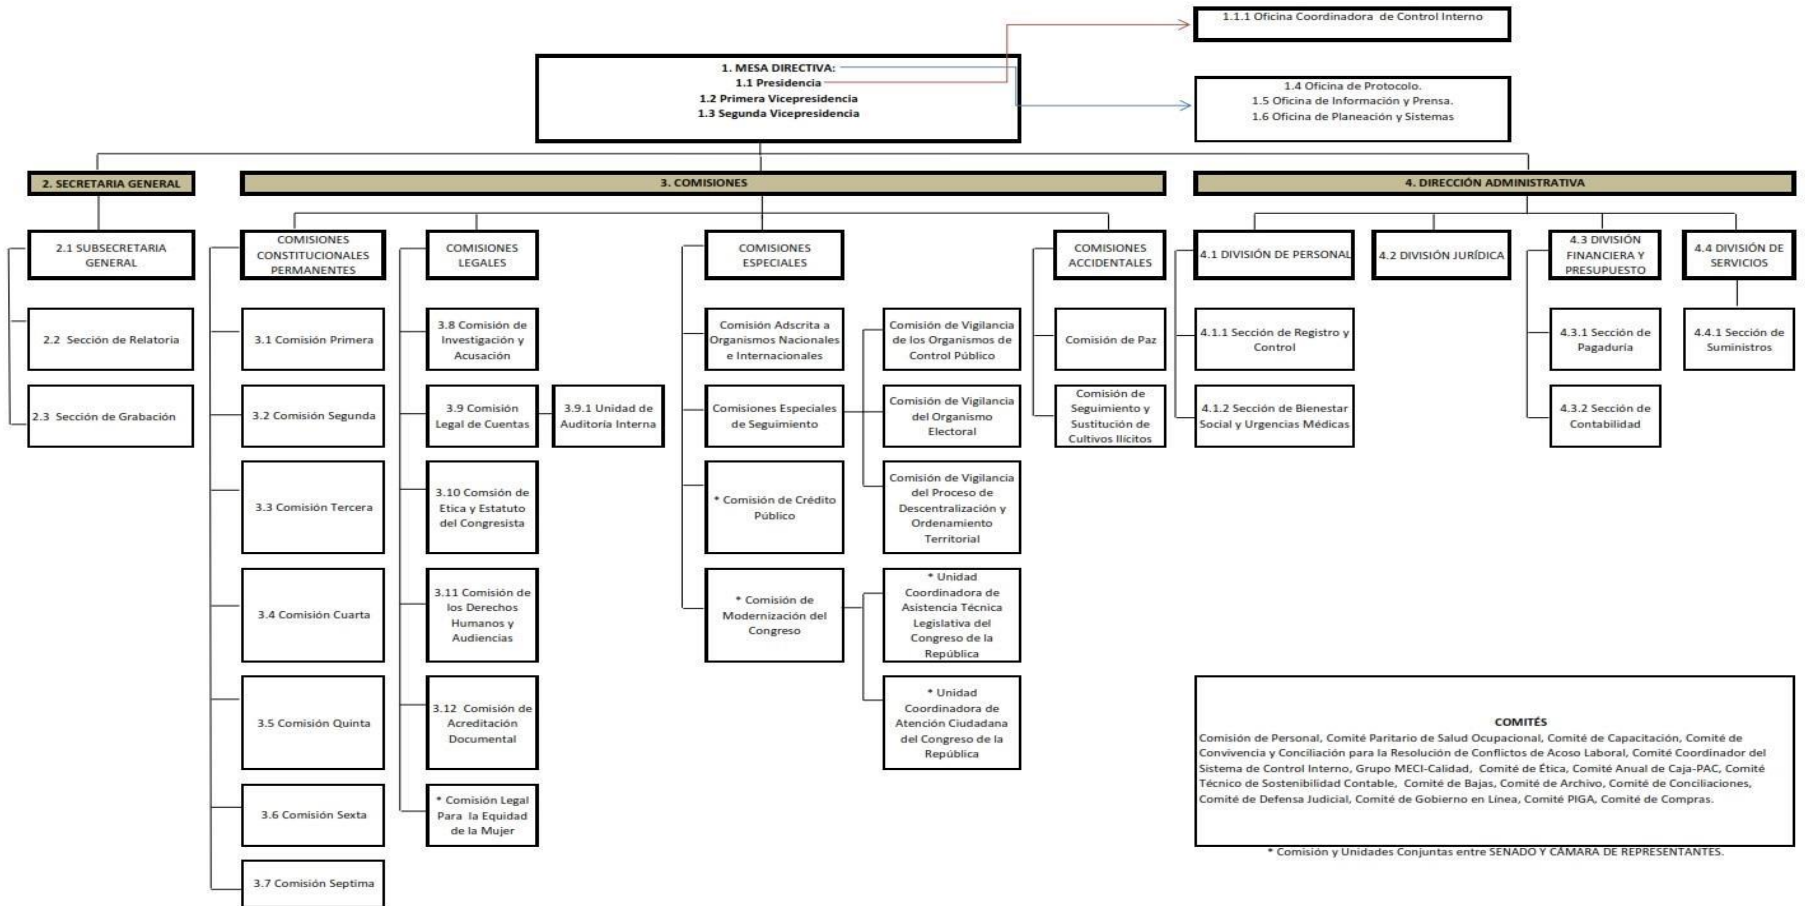 1.1.1 Oficina Coordinadora de Control Interno
1. MESA DIRECTIVA:
1.1 Presidencia
1.2 Primera Vicepresidencia
1.3 Segunda Vicepresidencia
1.4 Oficina de Protocolo.
1.5 Oficina de Información y Prensa.
1.6 Oficina de Planeación y Sistemas
2. SECRETARIA GENERAL
3. COMISIONES
4. DIRECCIÓN ADMINISTRATIVA
2.1 SUBSECRETARIA
GENERAL
2.2 Sección de Relatoria
2.3 Sección de Grabación
COMISIONES
CONSTITUCIONALES
PERMANENTES
3.1 Comisión Primera
3.2 Comisión Segunda
3.3 Comisión Tercera
3.4 Comisión Cuarta
3.5 Comisión Quinta
3.6 Comisión Sexta
3.7 Comisión Septima
COMISIONES
LEGALES
3.8 Comisión de
Investigación y
Acusación
3.9 Comisión
Legal de Cuentas
3.9.1 Unidad de
Auditoría Interna
3.10 Comsión de
Etica y Estatuto
del Congresista
3.11 Comisión de
los Derechos
Humanos y
Audiencias
3.12 Comisión de
Acreditación
Documental
* Comisión Legal
Para la Equidad
de la Mujer
COMISIONES
ESPECIALES
Comisión Adscrita a
Organismos Nacionales
e Internacionales
Comisiones Especiales
de Seguimiento
* Comisión de Crédito
Público
* Comisión de
Modernización del
Congreso
Comisión de Vigilancia
de los Organismos de
Control Público
Comisión de Vigilancia
del Organismo
Electoral
Comisión de Vigilancia
del Proceso de
Descentralización y
Ordenamiento
Territorial
* Unidad
Coordinadora de
Asistencia Técnica
Legislativa del
Congreso de la
República
* Unidad
Coordinadora de
Atención Ciudadana
del Congreso de la
República
COMISIONES
ACCIDENTALES
Comisión de Paz
Comisión de
Seguimiento y
Sustitución de
Cultivos Ilícitos
4.1 DIVISIÓN DE PERSONAL
4.1.1 Sección de Registro y
Control
4.1.2 Sección de Bienestar
Social y Urgencias Médicas
4.2 DIVISIÓN JURÍDICA
4.3 DIVISIÓN
FINANCIERA Y
PRESUPUESTO
4.3.1 Sección de
Pagaduría
4.3.2 Sección de
Contabilidad
4.4 DIVISIÓN DE
SERVICIOS
4.4.1 Sección de
Suministros
COMITÉS
Comisión de Personal, Comité Paritario de Salud Ocupacional, Comité de Capacitación, Comité de
Convivencia y Conciliación para la Resolución de Conflictos de Acoso Laboral, Comité Coordinador del
Sistema de Control Interno, Grupo MECI-Calidad, Comité de Ética, Comité Anual de Caja-PAC, Comité
Técnico de Sostenibilidad Contable, Comité de Bajas, Comité de Archivo, Comité de Conciliaciones,
Comité de Defensa Judicial, Comité de Gobierno en Línea, Comité PIGA, Comité de Compras.
* Comisión y Unidades Conjuntas entre SENADO Y CÁMARA DE REPRESENTANTES.